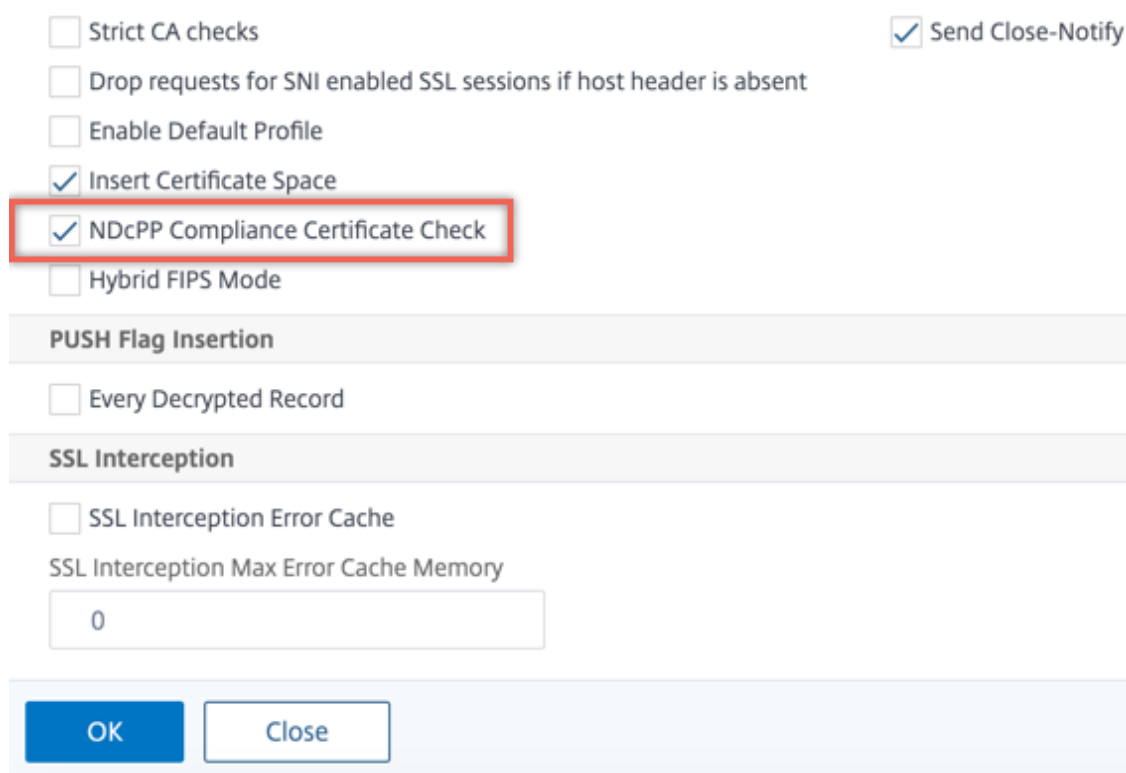 Strict CA checks
Send Close-Notify
Drop requests for SNI enabled SSL sessions if host header is absent
Enable Default Profile
Insert Certificate Space
NDcPP Compliance Certificate Check
Hybrid FIPS Mode
PUSH Flag Insertion
Every Decrypted Record
SSL Interception
SSL Interception Error Cache
SSL Interception Max Error Cache Memory
0
OK
Close